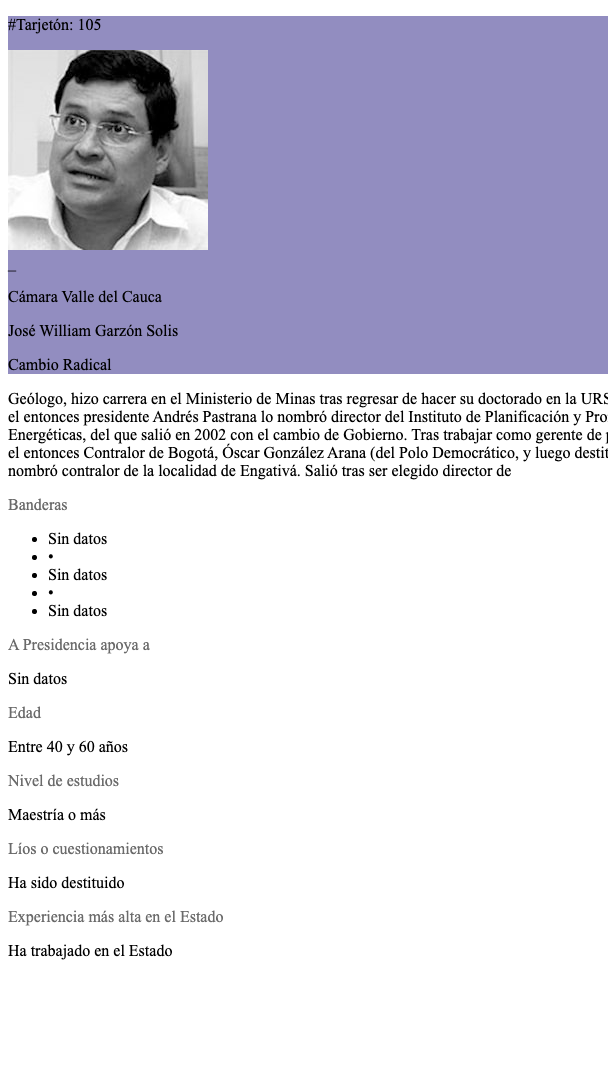 #Tarjetón: 105
_
Cámara Valle del Cauca
José William Garzón Solis
Cambio Radical
Geólogo, hizo carrera en el Ministerio de Minas tras regresar de hacer su doctorado en la URS
el entonces presidente Andrés Pastrana lo nombró director del Instituto de Planificación y Pro
Energéticas, del que salió en 2002 con el cambio de Gobierno. Tras trabajar como gerente de
el entonces Contralor de Bogotá, Óscar González Arana (del Polo Democrático, y luego destit
nombró contralor de la localidad de Engativá. Salió tras ser elegido director de
Banderas
• Sin datos
• •
• Sin datos
• •
• Sin datos
A Presidencia apoya a
Sin datos
Edad
Entre 40 y 60 años
Nivel de estudios
Maestría o más
Líos o cuestionamientos
Ha sido destituido
Experiencia más alta en el Estado
Ha trabajado en el Estado